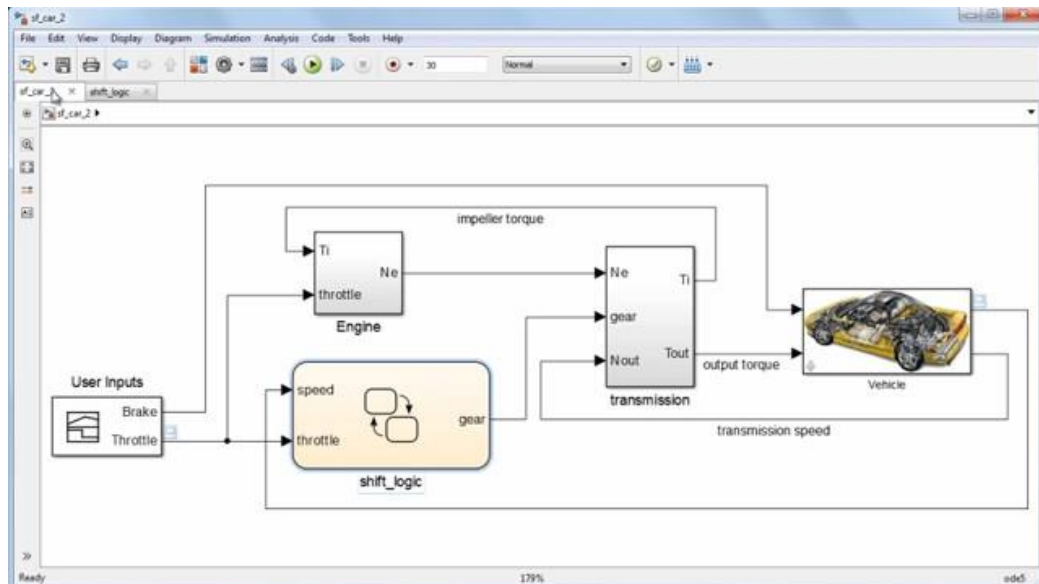 sf_car_2
File Edit View Display Diagram Simulation Analysis Code Tools Help
30 Normal
sf_car_2 shift_logic
sf_car_2
impeller torque
Ti
Ne
throttle
Engine
Ne
Ti
gear
Nout
Tout
transmission
output torque
Vehicle
User Inputs
Brake
Throttle
speed
gear
throttle
shift_logic
transmission speed
Ready 179% ode5